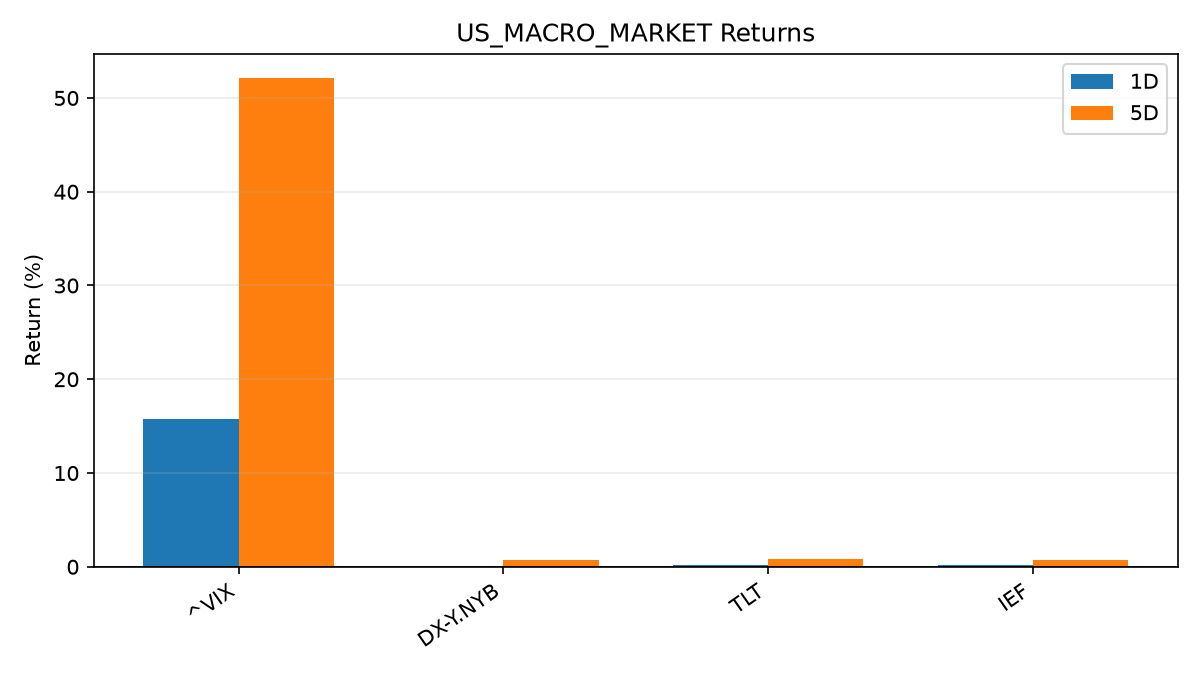 US_MACRO_MARKET Returns
1D
5D
Return (%)
50
40
30
20
10
0
^VIX
DX-Y.NYB
TLT
IEF